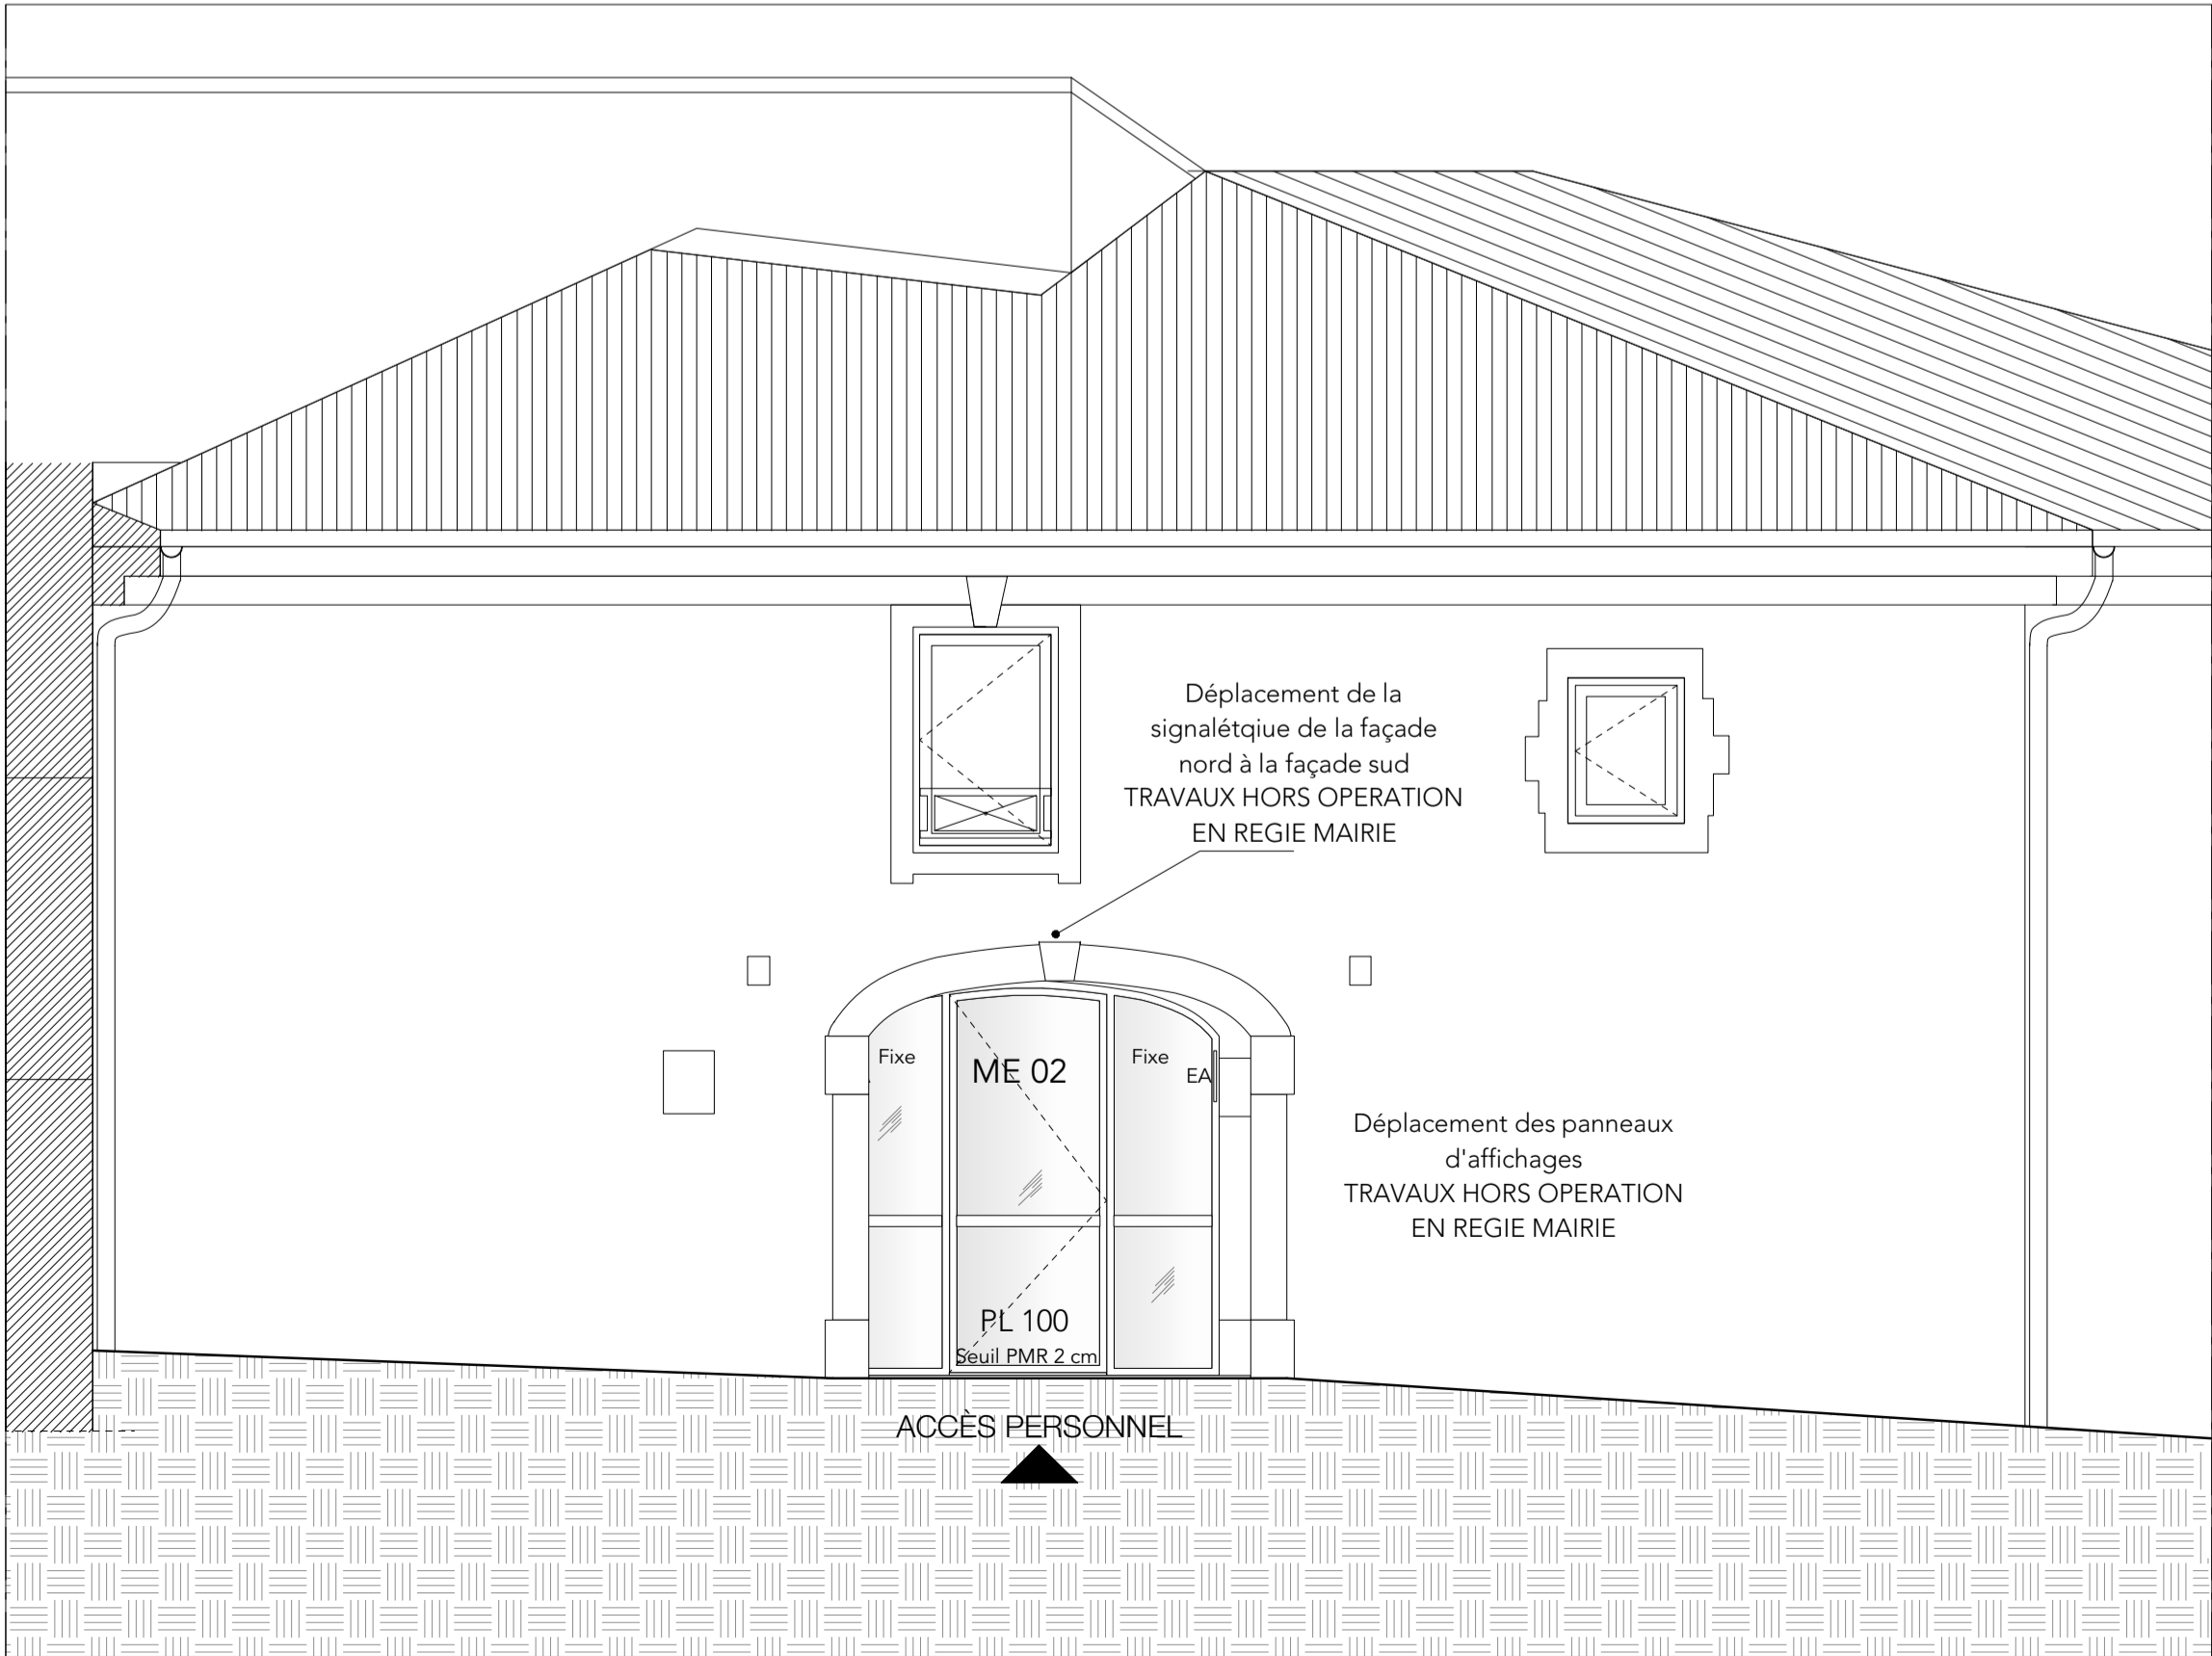 Déplacement de la
signalétqiue de la façade
nord à la façade sud
TRAVAUX HORS OPERATION
EN REGIE MAIRIE
Fixe
ME 02
Fixe
EA
Déplacement des panneaux
d'affichages
TRAVAUX HORS OPERATION
EN REGIE MAIRIE
PL 100
Seuil PMR 2 cm
ACCÈS PERSONNEL